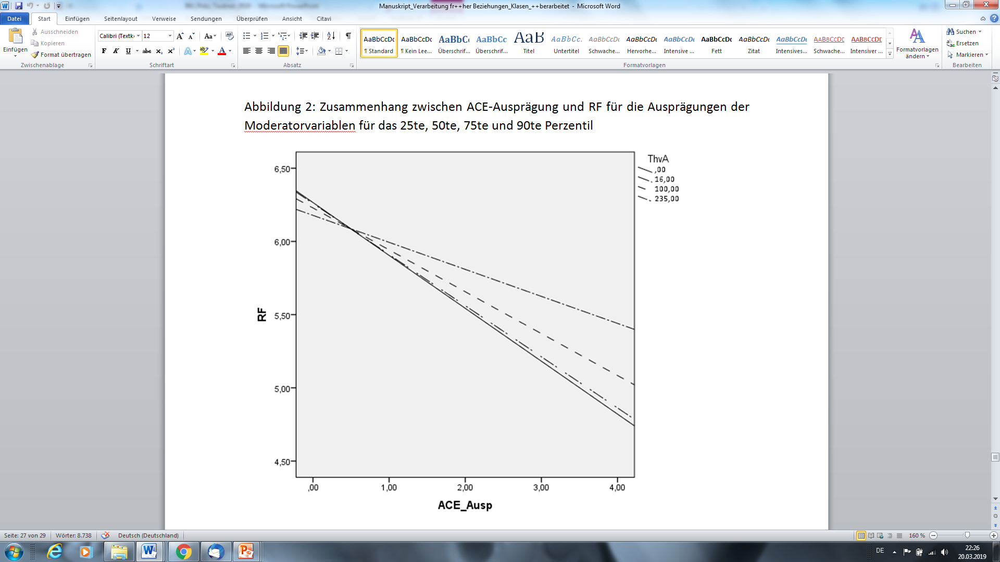 Manuskript_Verarbeitung fr++her Beziehungen_Klasen_++berarbeitet - Microsoft Word
Datei Start Einfügen Seitenlayout Verweise Sendungen Überprüfen Ansicht Citavi
Einfügen
Ausschneiden
Kopieren
Format übertragen
Zwischenablage
Calibri (Textk 12
F K U abc x₂ x²
Schriftart
Absatz
AaBbCcDc AaBbCcDc AaBbC AaBbCc AaB AaBbCc. AaBbCcDc AaBbCcDc AaBbCcDc AaBbCcDc AaBbCcDc AaBbCcDc AABBCCDD AABBCCDD
¶ Standard ¶ Kein Lee... Überschrif... Überschrif... Titel Untertitel Schwache... Hervorhe... Intensive ... Fett Zitat Intensives... Schwache... Intensiver ...
Formatvorlagen
Formatvorlagen
ändern
Suchen
Ersetzen
Markieren
Bearbeiten
Abbildung 2: Zusammenhang zwischen ACE-Ausprägung und RF für die Ausprägungen der
Moderatorvariablen für das 25te, 50te, 75te und 90te Perzentil
ThvA
,00
16,00
100,00
235,00
6,50
6,00
5,50
5,00
4,50
RF
,00 1,00 2,00 3,00 4,00
ACE_Ausp
Seite: 27 von 29 Wörter: 8.738 Deutsch (Deutschland) 160 %
DE 22:26
20.03.2019